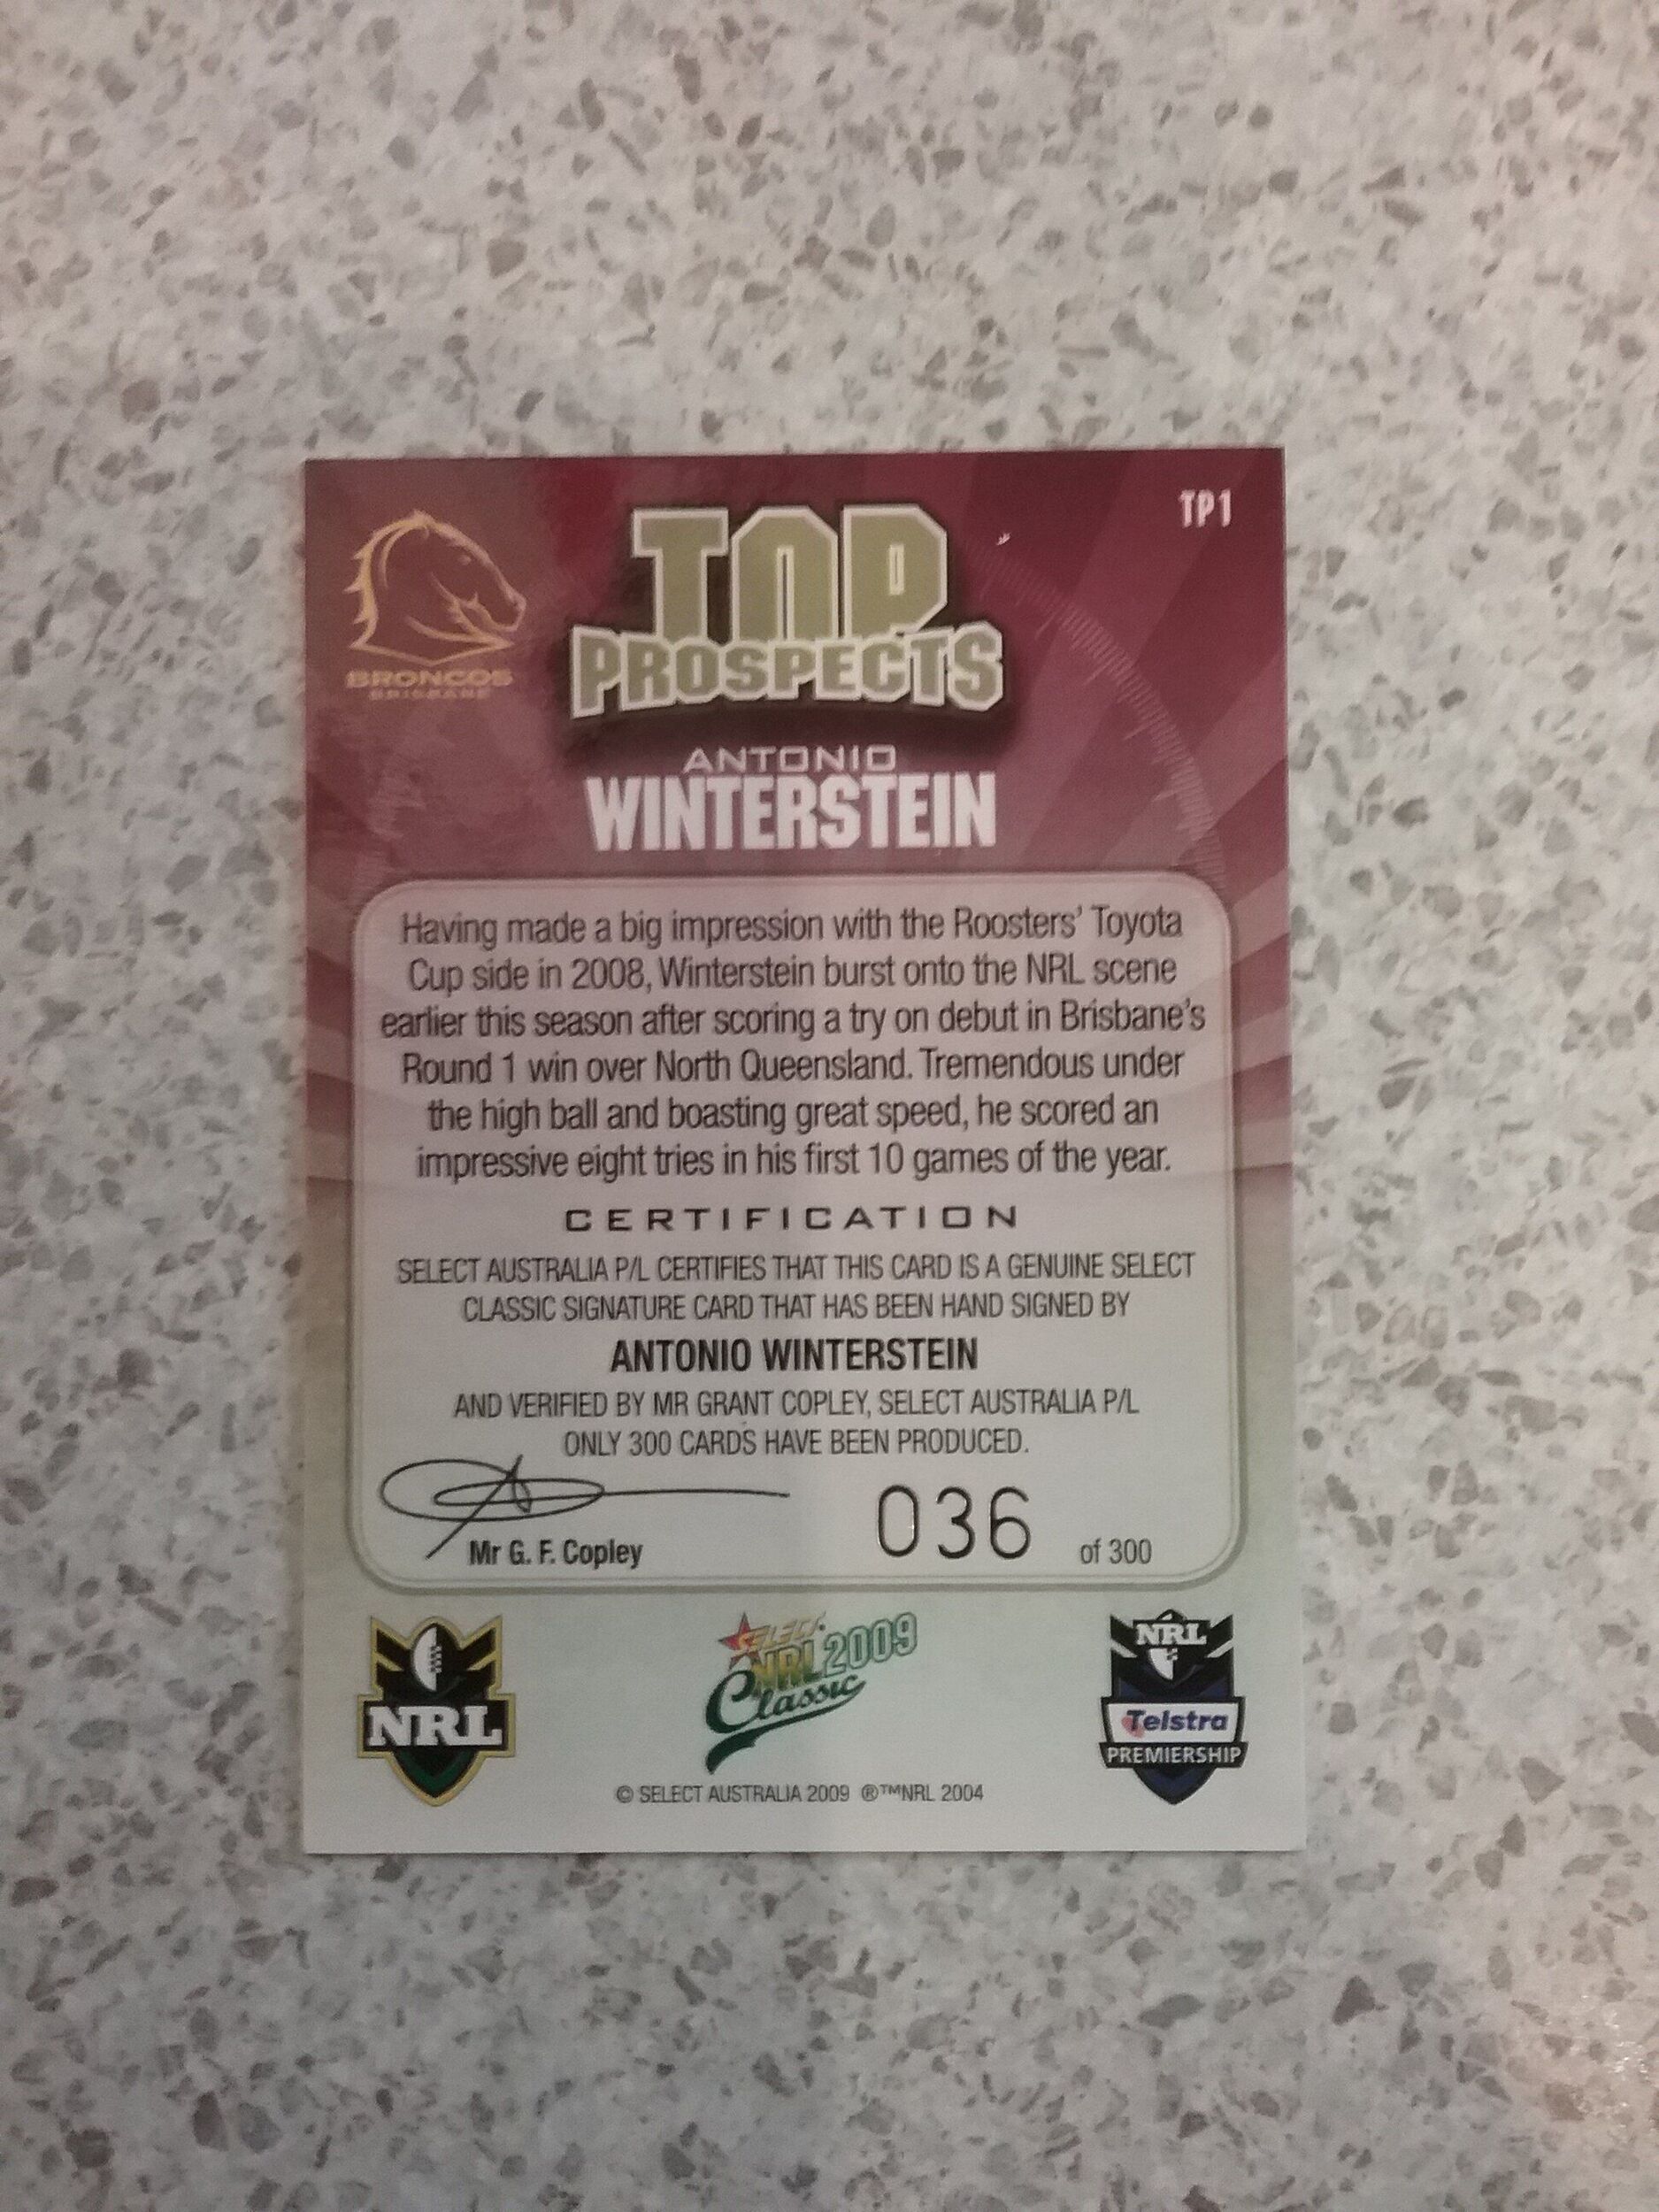 TP1
TOP
PROSPECTS
BRONCOS
BRISBANE
ANTONIO
WINTERSTEIN
Having made a big impression with the Roosters' Toyota
Cup side in 2008, Winterstein burst onto the NRL scene
earlier this season after scoring a try on debut in Brisbane's
Round 1 win over North Queensland. Tremendous under
the high ball and boasting great speed, he scored an
impressive eight tries in his first 10 games of the year.
CERTIFICATION
SELECT AUSTRALIA P/L CERTIFIES THAT THIS CARD IS A GENUINE SELECT
CLASSIC SIGNATURE CARD THAT HAS BEEN HAND SIGNED BY
ANTONIO WINTERSTEIN
AND VERIFIED BY MR GRANT COPLEY, SELECT AUSTRALIA P/L
ONLY 300 CARDS HAVE BEEN PRODUCED.
Mr G. F. Copley
036 of 300
NRL
SELECT
NRL 2009
Classic
NRL
Telstra
PREMIERSHIP
© SELECT AUSTRALIA 2009 ®™NRL 2004